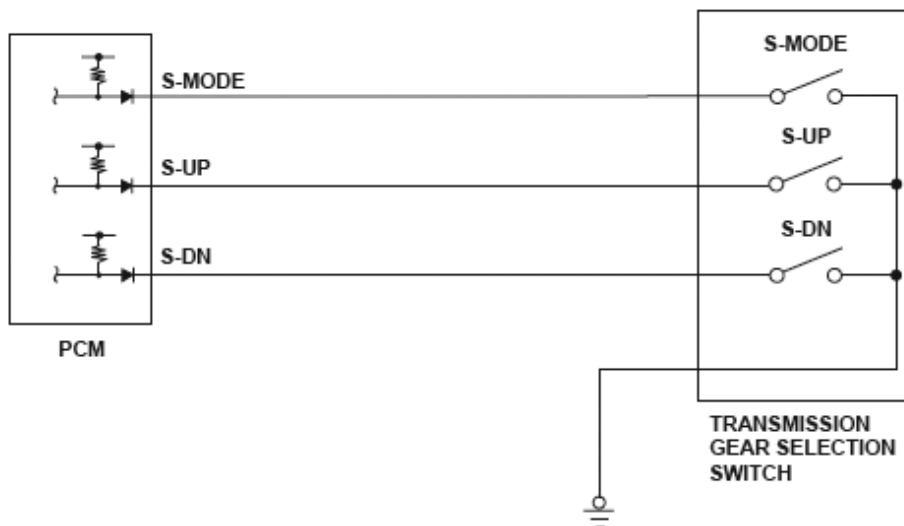 S-MODE
S-MODE
S-UP
S-UP
S-DN
S-DN
PCM
TRANSMISSION
GEAR SELECTION
SWITCH